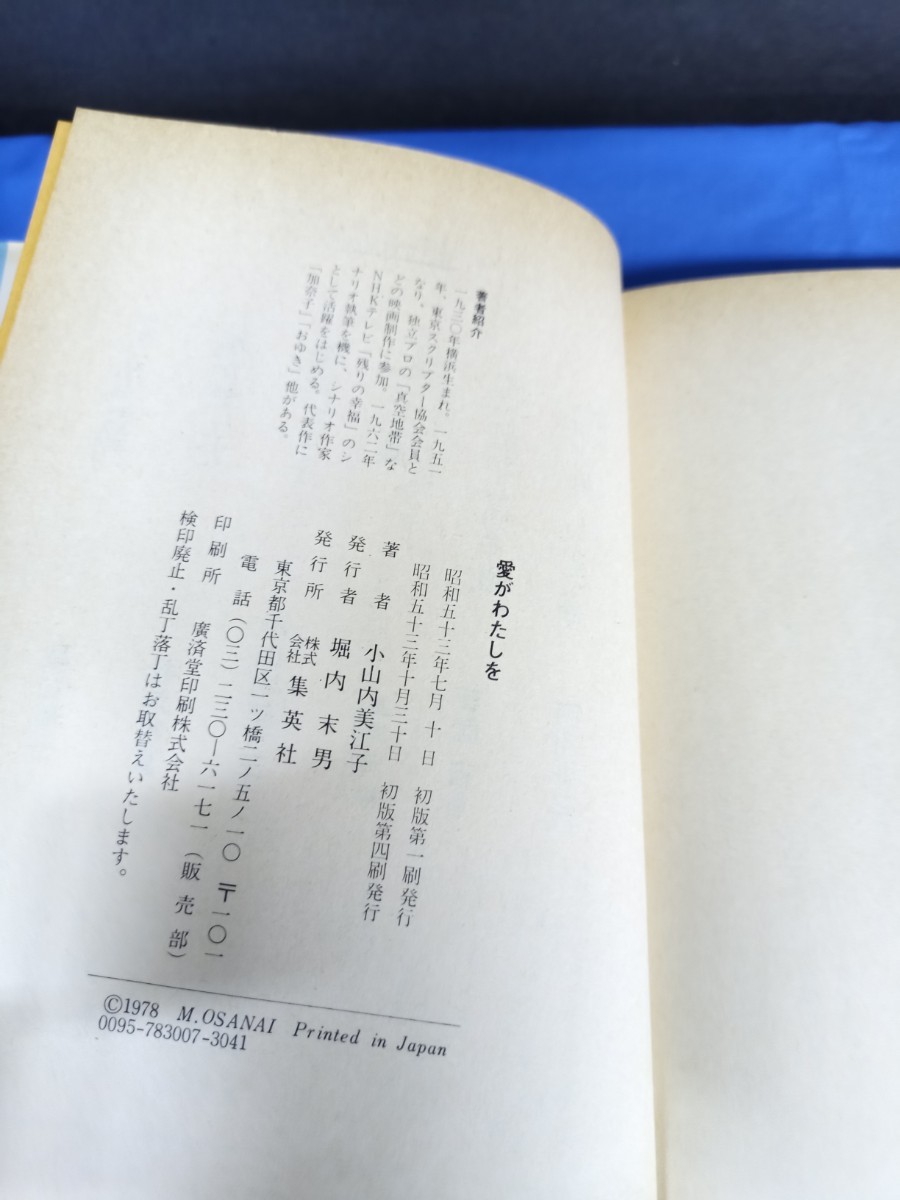 著者紹介
一九三〇年横浜生まれ。一九五一
年、東京スクリプター協会会員と
なり、独立プロの「真空地帯」な
どの映画制作に参加。一九六二年
NHKテレビ「残りの幸福」のシ
ナリオ執筆を機に、シナリオ作家
として活躍をはじめる。代表作に
「加奈子」「おゆき」他がある。
愛がわたしを
昭和五十三年七月十日 初版第一刷発行
昭和五十三年十月三十日 初版第四刷発行
著者 小山内美江子
発行者 堀内末男
発行所 株式会社 集英社
東京都千代田区一ツ橋二ノ五ノ一〇 〒一〇一
電話(〇三)二三〇―六一七一(販売部)
印刷所 廣済堂印刷株式会社
検印廃止・乱丁落丁はお取替えいたします。
©1978 M.OSANAI Printed in Japan
0095-783007-3041